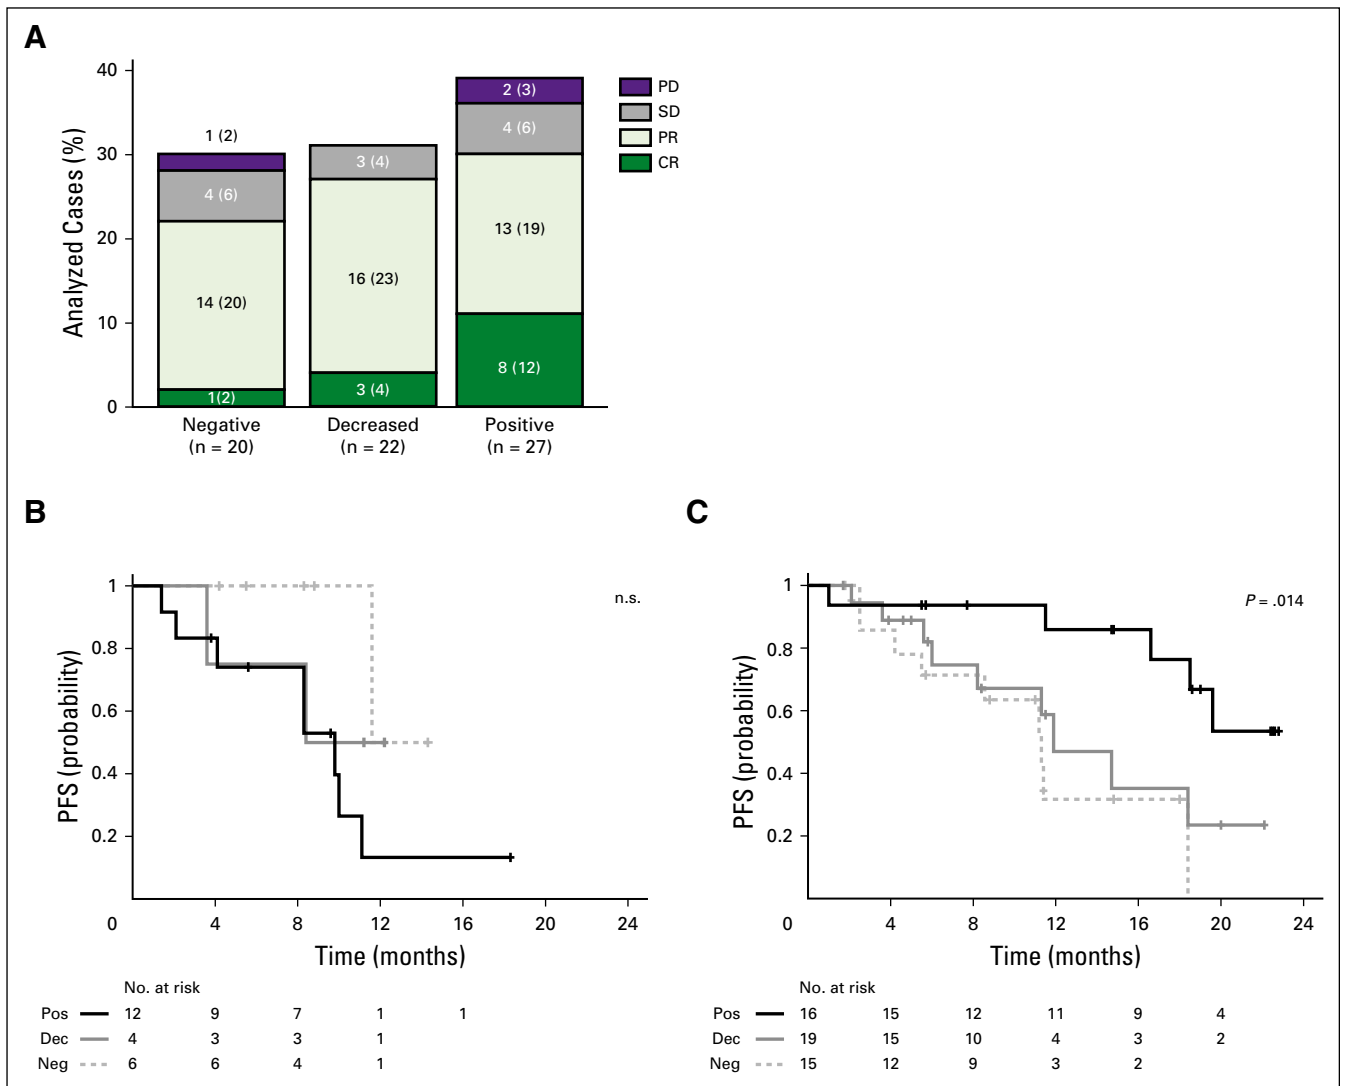 A
40
30
20
10
0
Analyzed Cases (%)
1 (2)
4 (6)
14 (20)
1(2)
3 (4)
16 (23)
3 (4)
2 (3)
4 (6)
13 (19)
8 (12)
PD
SD
PR
CR
Negative
(n = 20)
Decreased
(n = 22)
Positive
(n = 27)
B
1
0.8
0.6
0.4
0.2
PFS (probability)
n.s.
0 4 8 12 16 20 24
Time (months)
No. at risk
Pos 12 9 7 1 1
Dec 4 3 3 1
Neg 6 6 4 1
C
1
0.8
0.6
0.4
0.2
PFS (probability)
P = .014
0 4 8 12 16 20 24
Time (months)
No. at risk
Pos 16 15 12 11 9 4
Dec 19 15 10 4 3 2
Neg 15 12 9 3 2